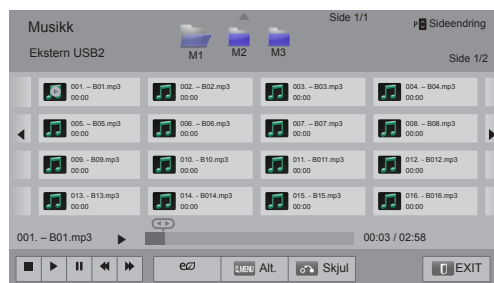 Musikk
Side 1/1
P Sideendring
Ekstern USB2
M1 M2 M3
Side 1/2
001. – B01.mp3
00:00
002. – B02.mp3
00:00
003. – B03.mp3
00:00
004. – B04.mp3
00:00
005. – B05.mp3
00:00
006. – B06.mp3
00:00
007. – B07.mp3
00:00
008. – B08.mp3
00:00
009. - B09.mp3
00:00
010. - B10.mp3
00:00
011. - B011.mp3
00:00
012. - B012.mp3
00:00
013. - B13.mp3
00:00
014. - B014.mp3
00:00
015. - B15.mp3
00:00
016. - B016.mp3
00:00
001. – B01.mp3
00:03 / 02:58
Q.MENU Alt.
Skjul
EXIT